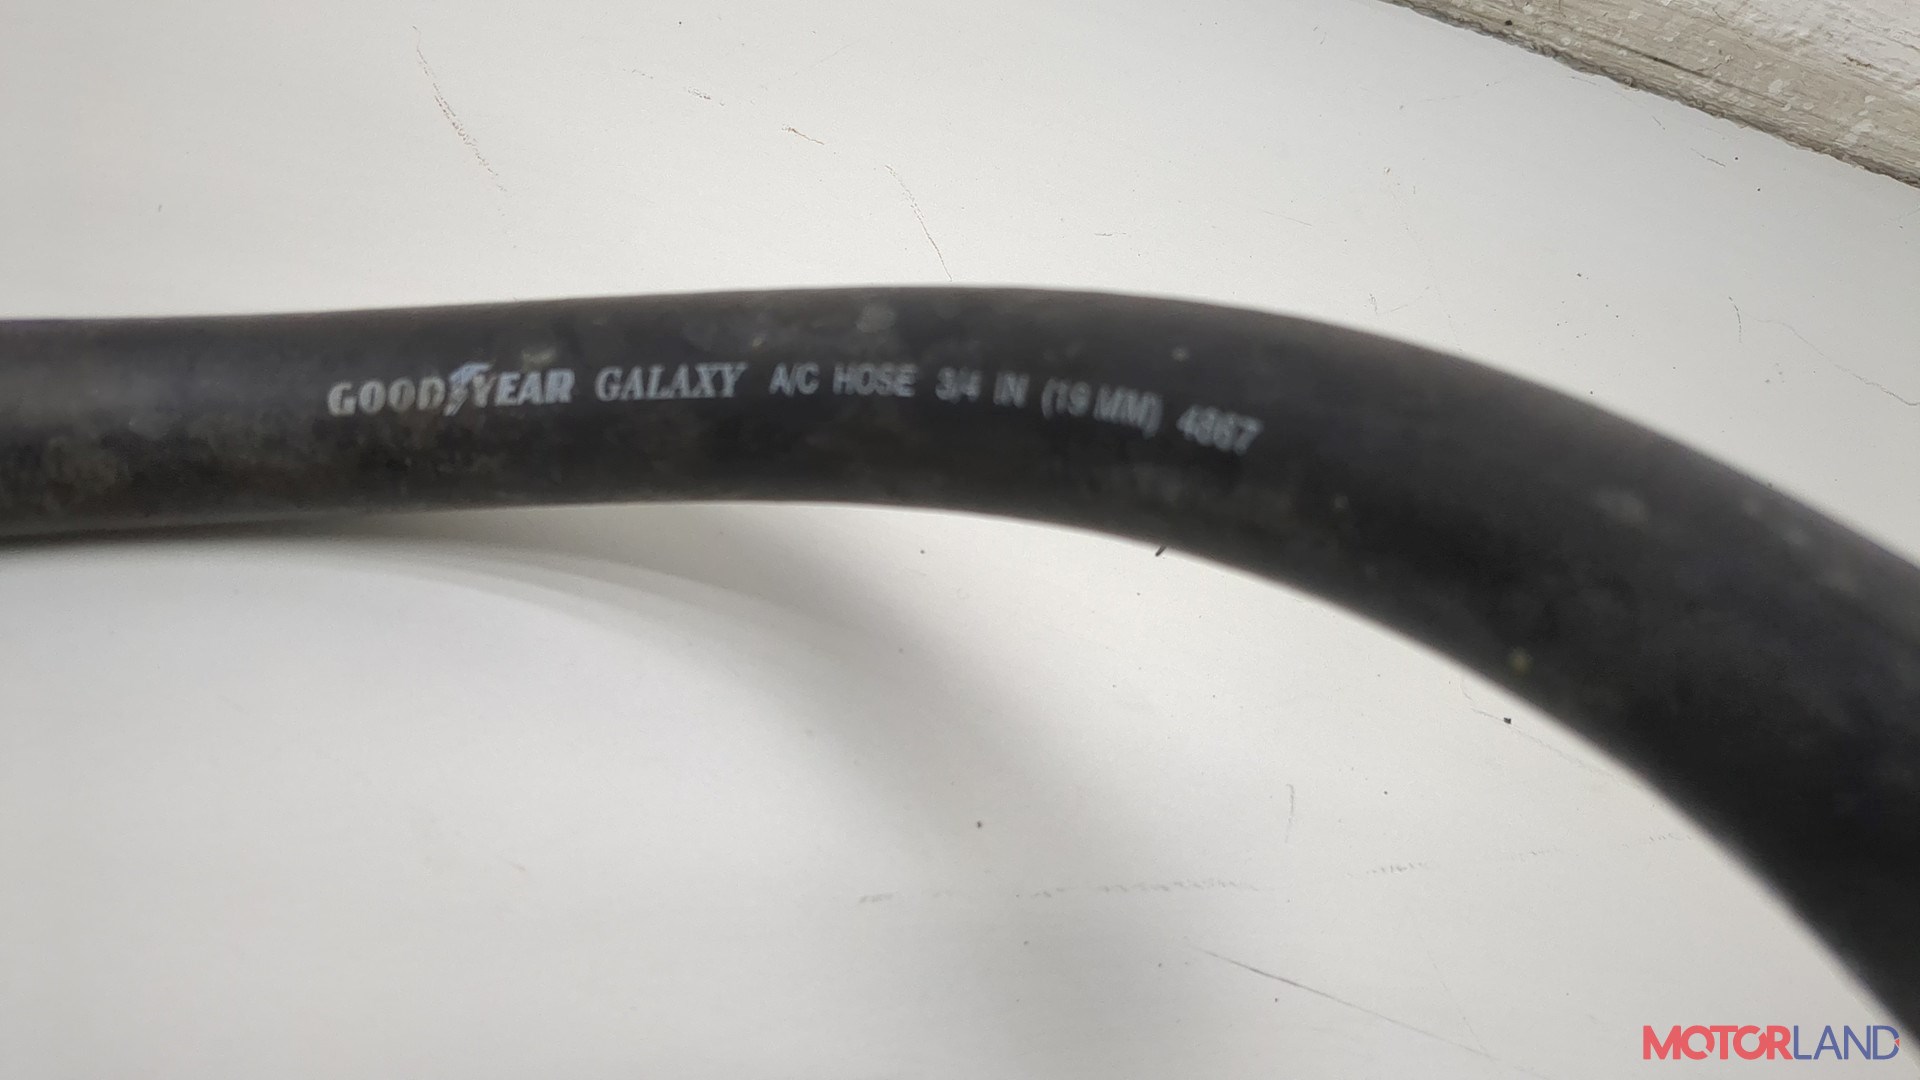 GOODYEAR GALAXY A/C HOSE 3/4 IN (19 MM) 4867
MOTORLAND